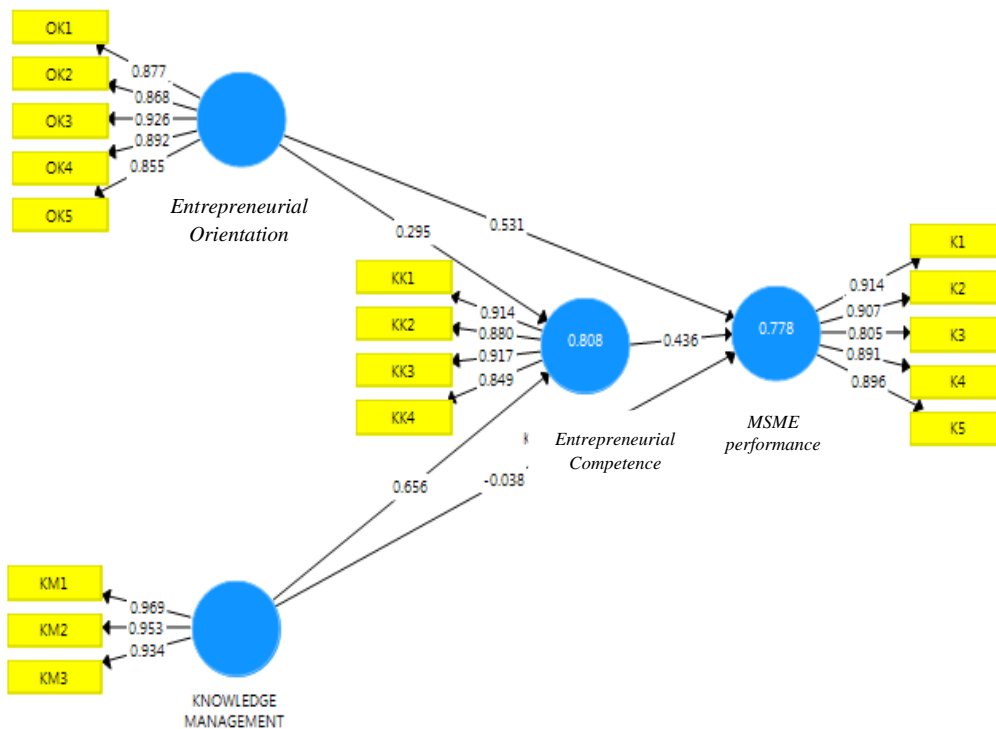 OK1
OK2
OK3
OK4
OK5
0.877
0.868
0.926
0.892
0.855
Entrepreneurial
Orientation
0.295
0.531
KK1
KK2
KK3
KK4
0.914
0.880
0.917
0.849
0.808
0.436
0.778
K1
K2
K3
K4
K5
0.914
0.907
0.805
0.891
0.896
Entrepreneurial
Competence
MSME
performance
0.656
-0.038
KM1
KM2
KM3
0.969
0.953
0.934
KNOWLEDGE
MANAGEMENT